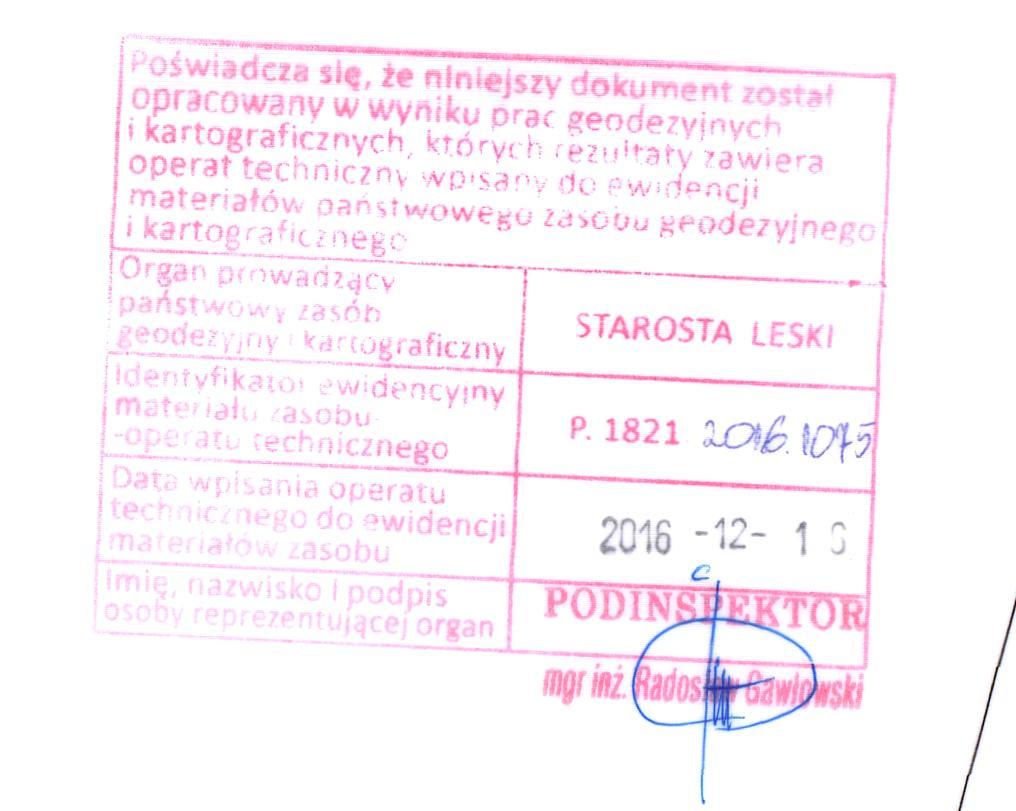 Poświadcza się, że niniejszy dokument został
opracowany w wyniku prac geodezyjnych
i kartograficznych, których rezultaty zawiera
operat techniczny wpisany do ewidencji
materiałów państwowego zasobu geodezyjnego
i kartograficznego
Organ prowadzący
państwowy zasób
geodezyjny i kartograficzny
STAROSTA LESKI
Identyfikator ewidencyjny
materiału zasobu-
-operatu technicznego
P. 1821 2016.1075
Data wpisania operatu
technicznego do ewidencji
materiałów zasobu
2016 -12- 1
Imię, nazwisko i podpis
osoby reprezentującej organ
PODINSPEKTOR
mgr inż. Radosław Gawłowski